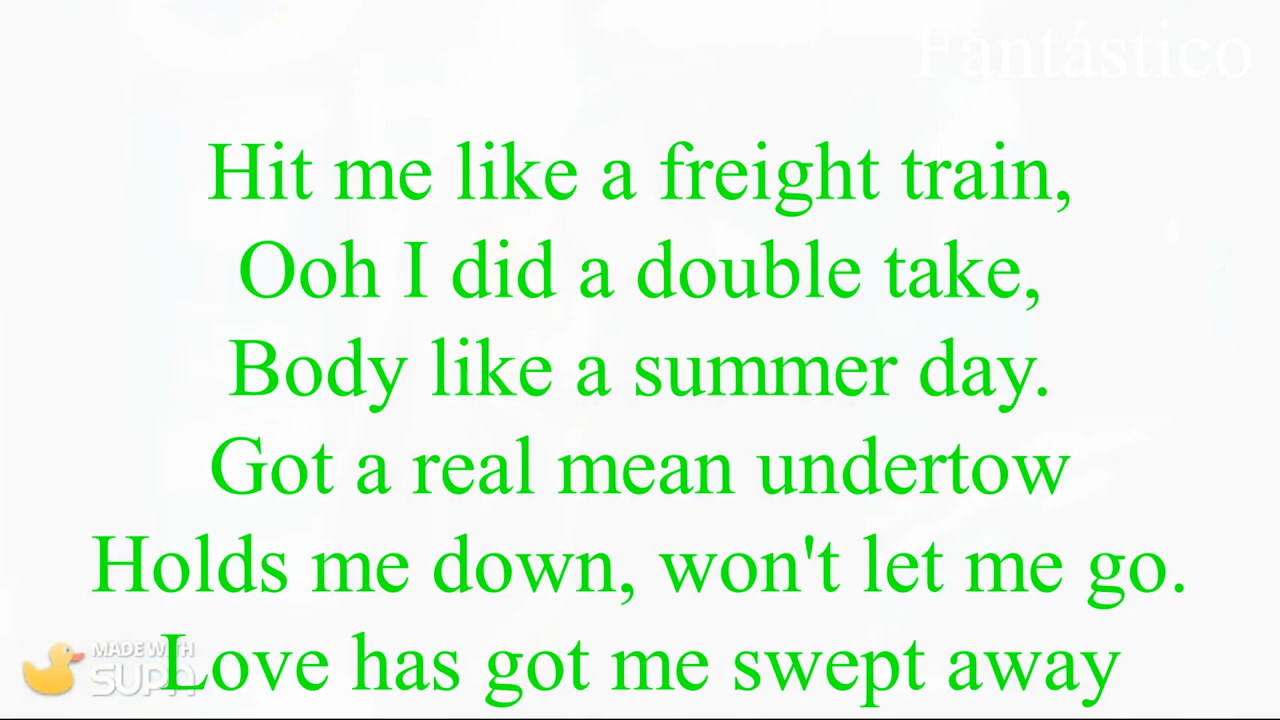 Fantástico
Hit me like a freight train,
Ooh I did a double take,
Body like a summer day.
Got a real mean undertow
Holds me down, won't let me go.
Love has got me swept away
MADE WITH
SUPA